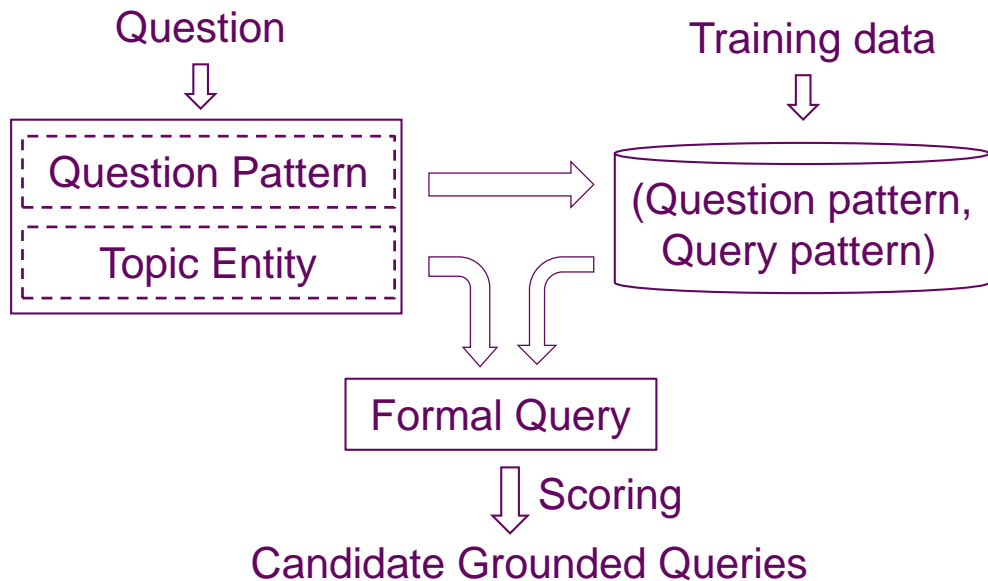 Question
Training data
Question Pattern
Topic Entity
(Question pattern,
Query pattern)
Formal Query
Scoring
Candidate Grounded Queries